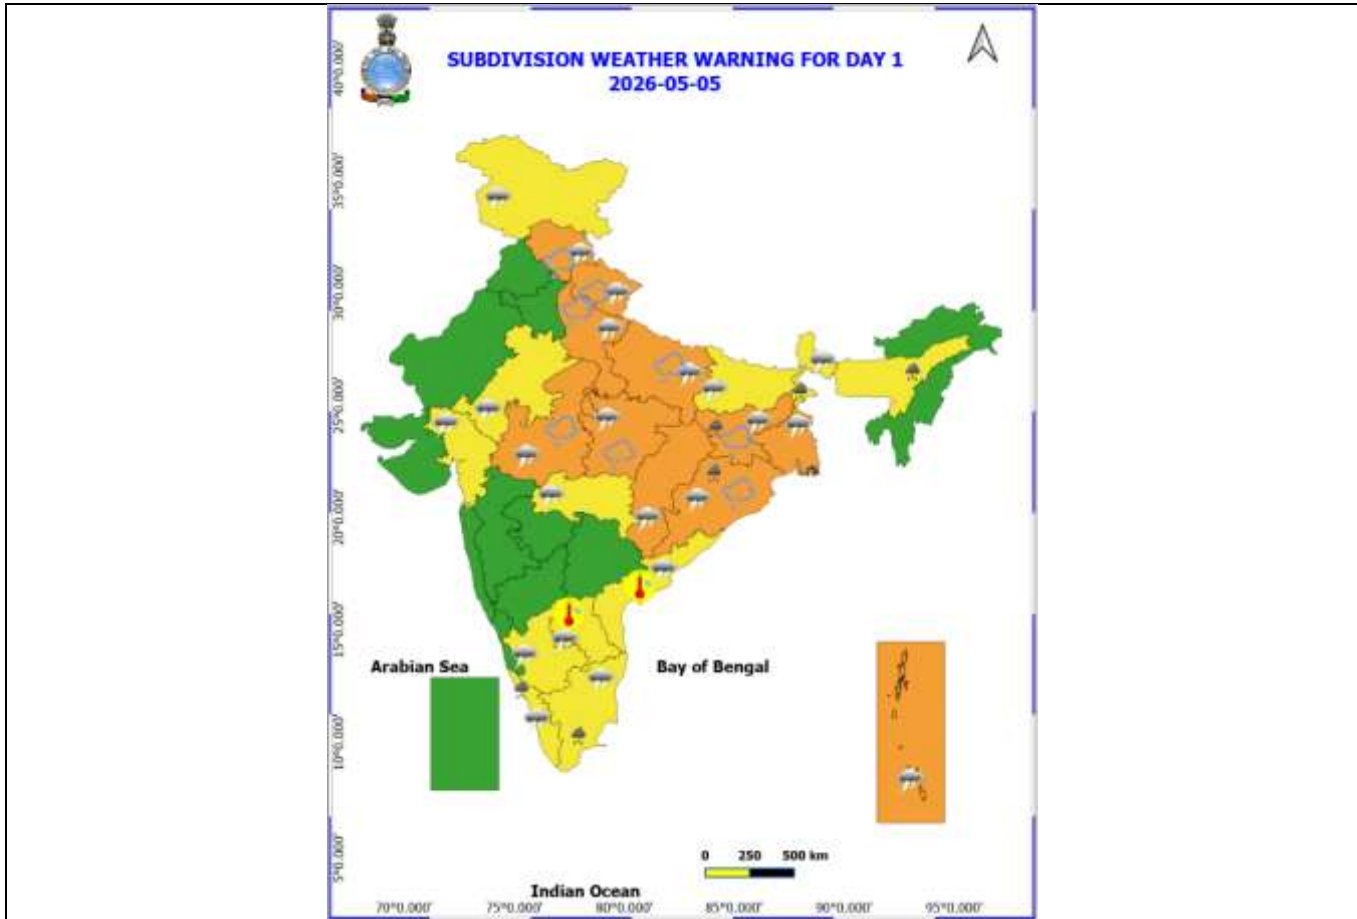 SUBDIVISION WEATHER WARNING FOR DAY 1
2026-05-05
40°0.000'
35°0.000'
30°0.000'
25°0.000'
20°0.000'
15°0.000'
Arabian Sea
Bay of Bengal
10°0.000'
5°0.000'
0 250 500 km
Indian Ocean
70°0.000' 75°0.000' 80°0.000' 85°0.000' 90°0.000' 95°0.000'